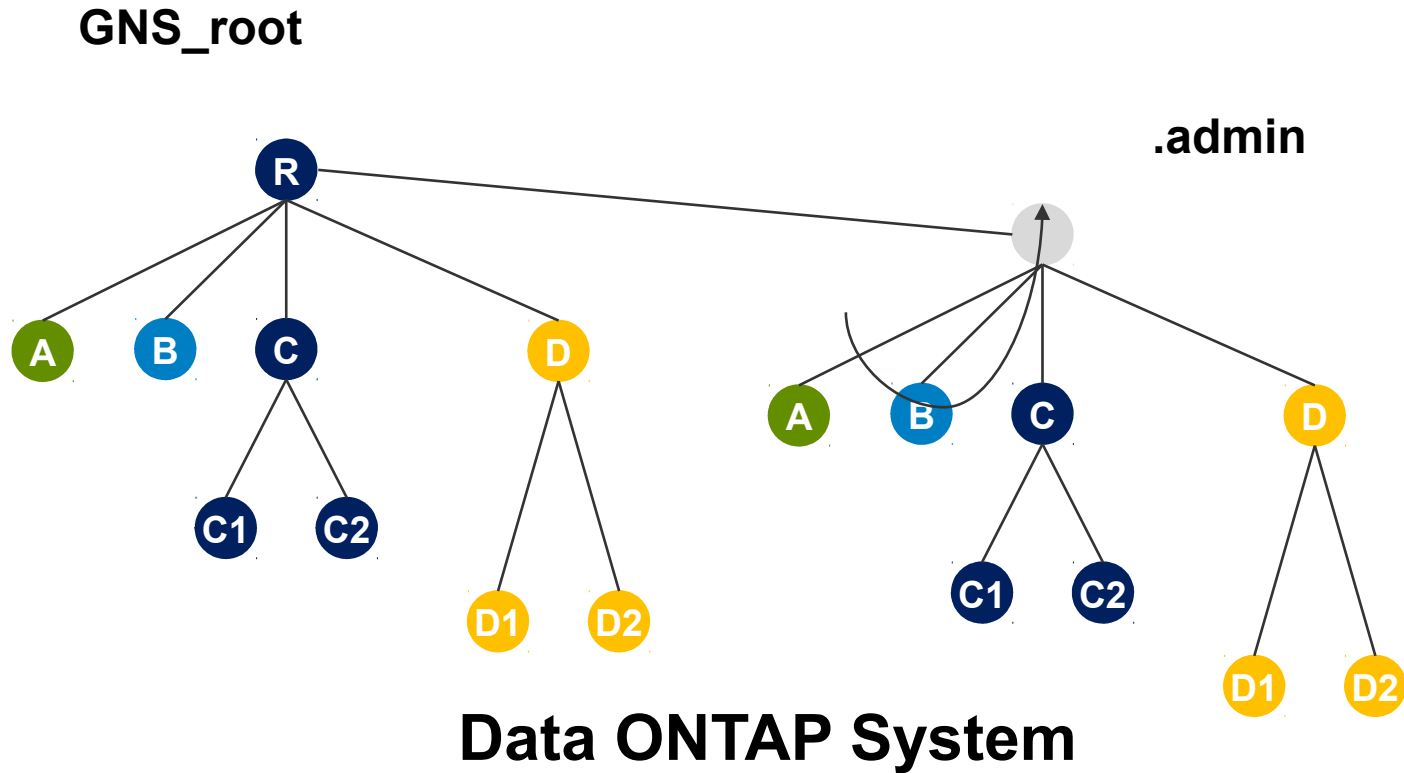 GNS_root
.admin
R
A
B
C
D
A
B
C
D
C1
C2
C1
C2
D1
D2
D1
D2
Data ONTAP System